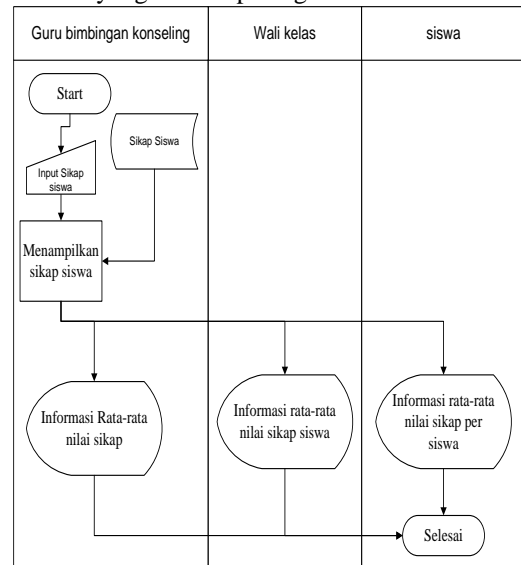 Guru bimbingan konseling
Wali kelas
siswa
Start
Sikap Siswa
Input Sikap
siswa
Menampilkan
sikap siswa
Informasi Rata-rata
nilai sikap
Informasi rata-rata
nilai sikap siswa
Informasi rata-rata
nilai sikap per
siswa
Selesai